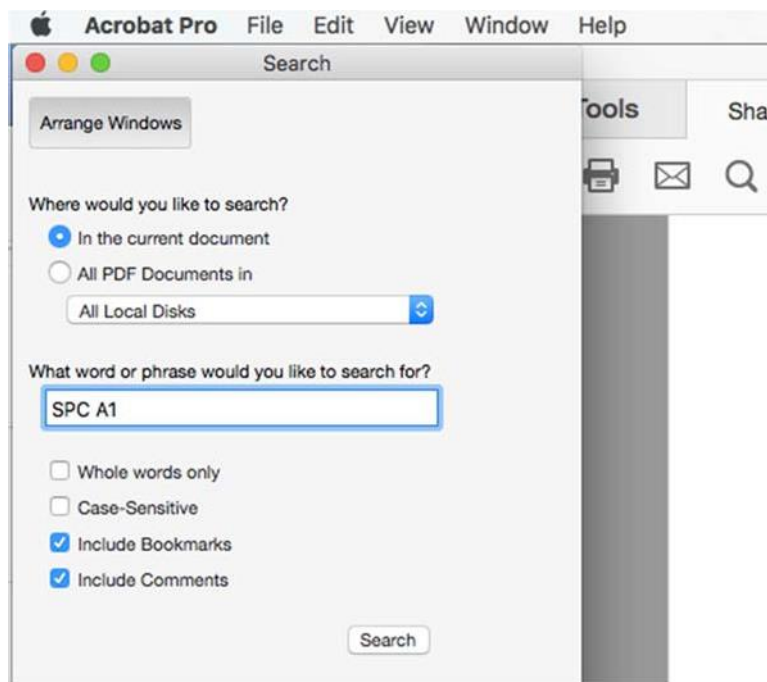 Acrobat Pro File Edit View Window Help
Search
Arrange Windows
Tools
Sha
Where would you like to search?
In the current document
All PDF Documents in
All Local Disks
What word or phrase would you like to search for?
SPC A1
Whole words only
Case-Sensitive
Include Bookmarks
Include Comments
Search